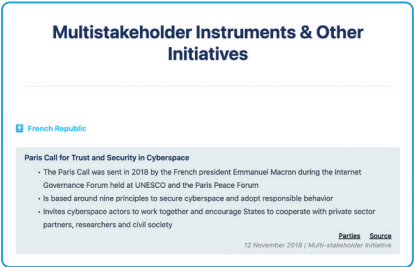 Multistakeholder Instruments & Other
Initiatives
French Republic
Paris Call for Trust and Security in Cyberspace
• The Paris Call was sent in 2018 by the French president Emmanuel Macron during the Internet
Governance Forum held at UNESCO and the Paris Peace Forum
• Is based around nine principles to secure cyberspace and adopt responsible behavior
• Invites cyberspace actors to work together and encourage States to cooperate with private sector
partners, researchers and civil society
Parties Source
12 November 2018 | Multi-stakeholder Initiative